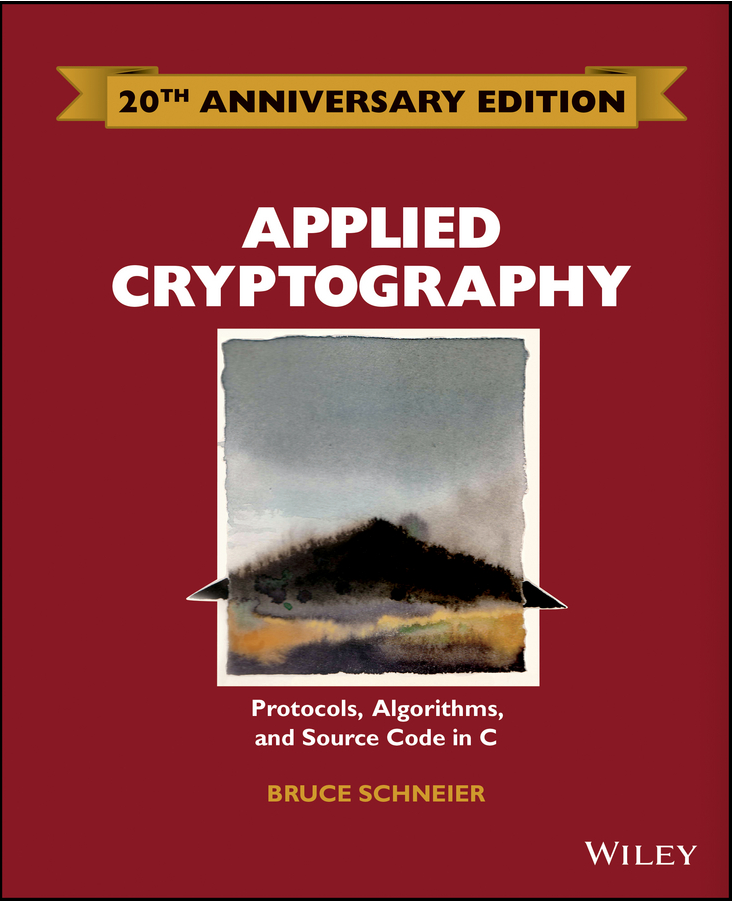 20TH ANNIVERSARY EDITION
APPLIED
CRYPTOGRAPHY
Protocols, Algorithms,
and Source Code in C
BRUCE SCHNEIER
WILEY